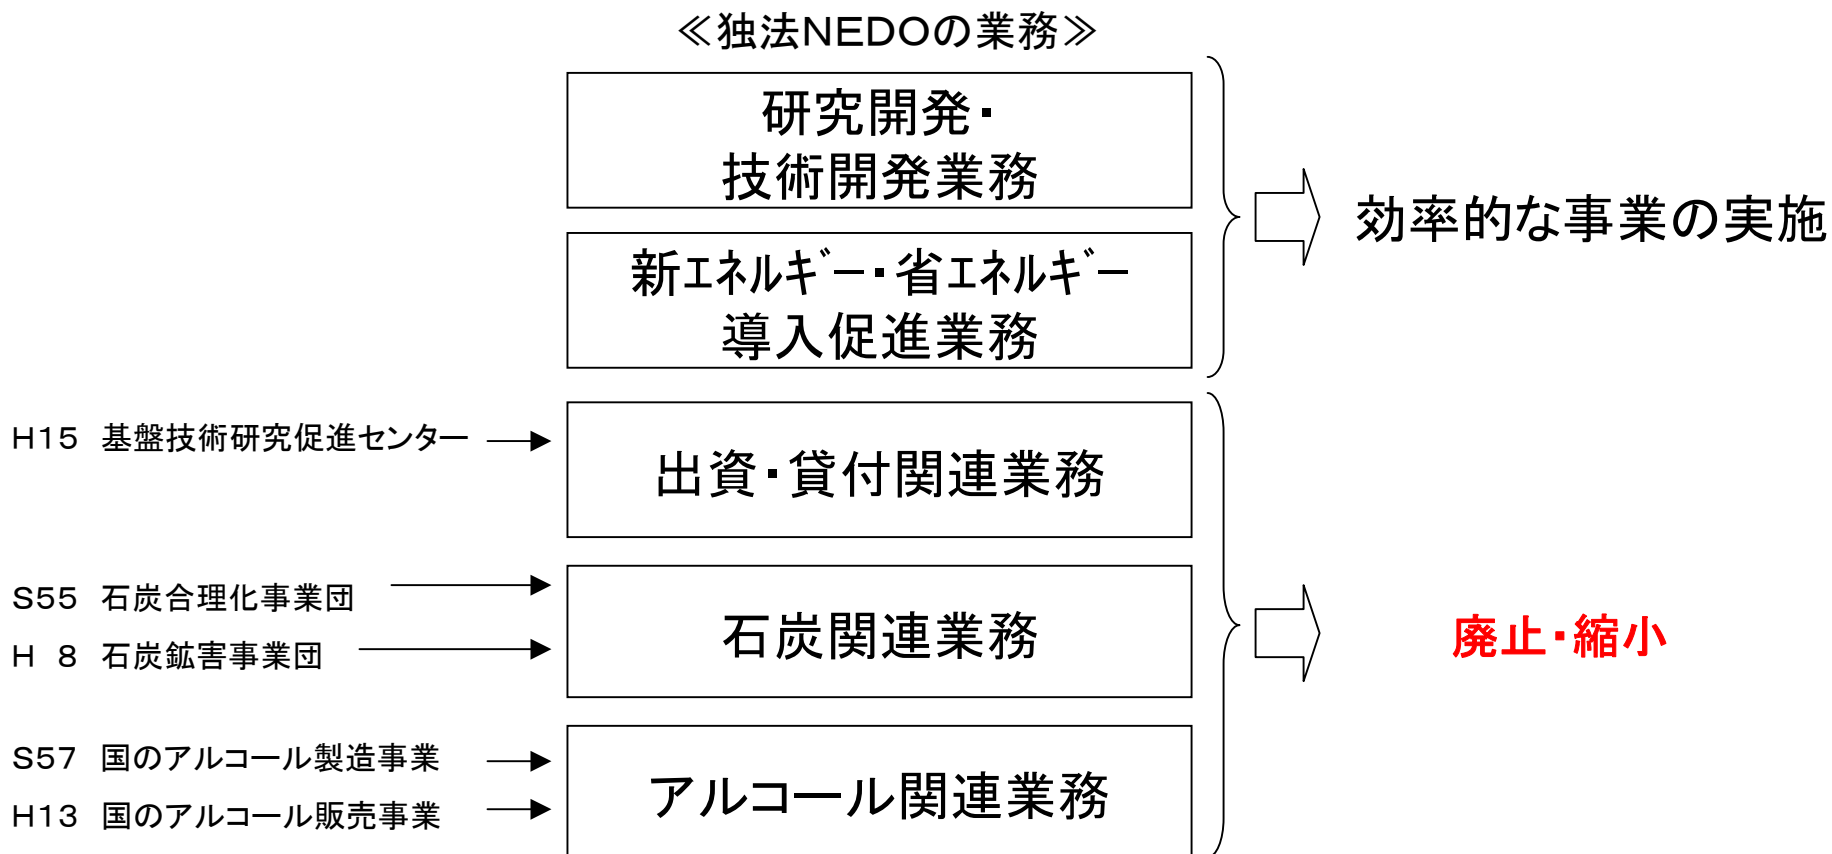 ≪独法NEDOの業務≫
研究開発・
技術開発業務
新エネルギー・省エネルギー
導入促進業務
効率的な事業の実施
H15 基盤技術研究促進センター
出資・貸付関連業務
S55 石炭合理化事業団
H 8 石炭鉱害事業団
石炭関連業務
廃止・縮小
S57 国のアルコール製造事業
H13 国のアルコール販売事業
アルコール関連業務